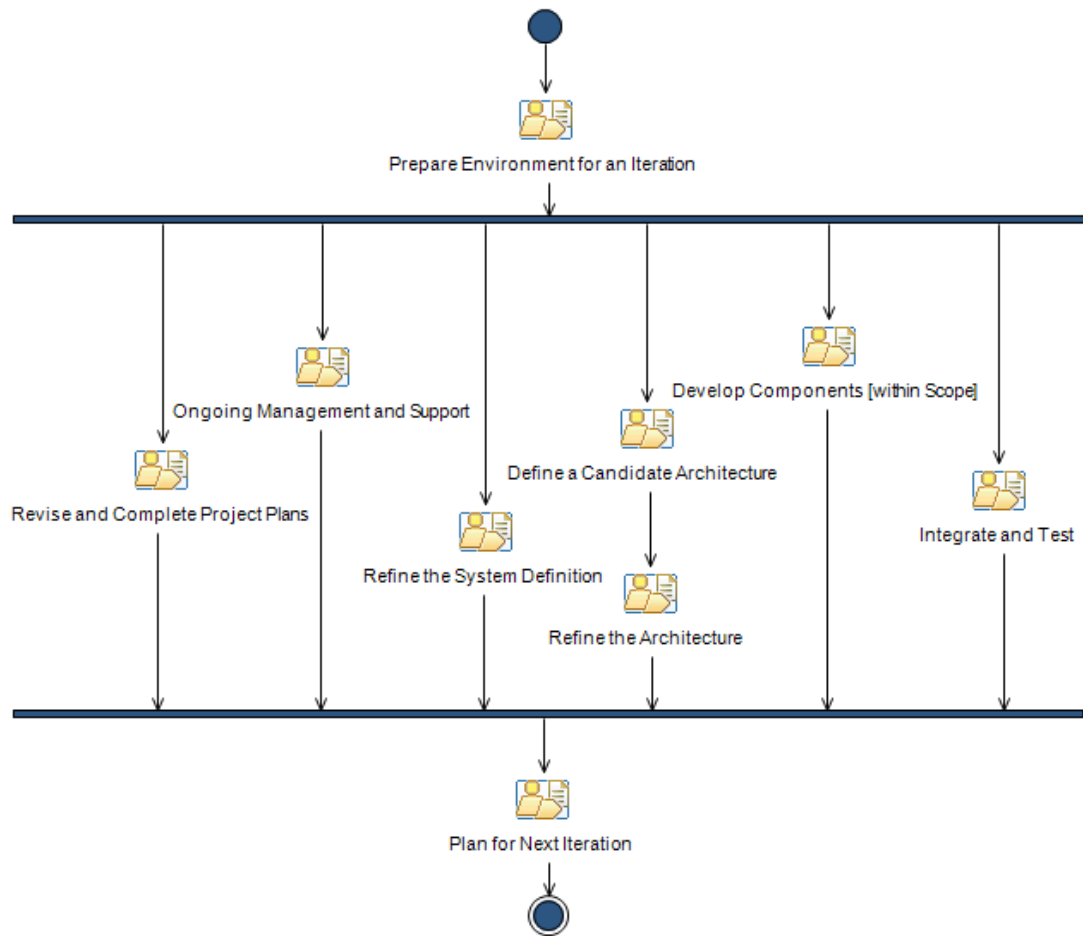 Prepare Environment for an Iteration
Develop Components [within Scope]
Ongoing Management and Support
Define a Candidate Architecture
Revise and Complete Project Plans
Integrate and Test
Refine the System Definition
Refine the Architecture
Plan for Next Iteration